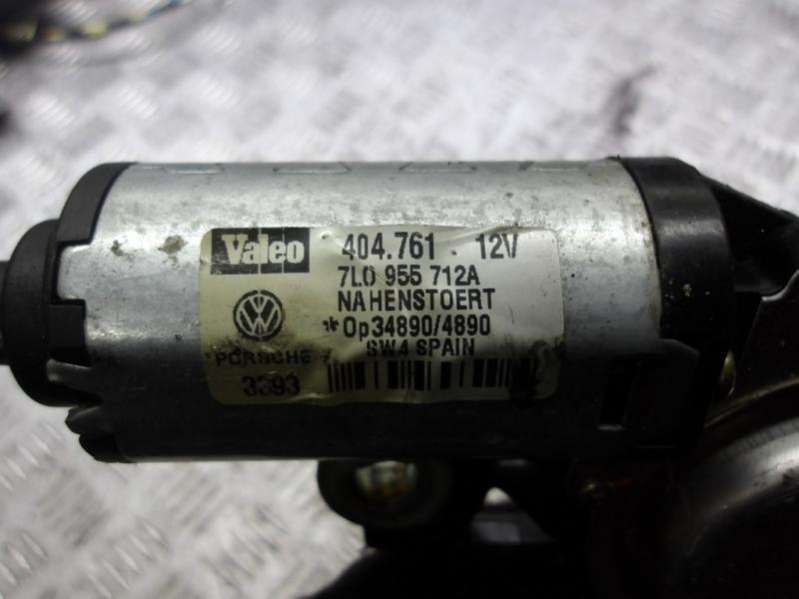 Valeo 404.761 . 12V
7L0 955 712A
NAHENSTOERT
*Op34890/4890
PORSCHE SW4 SPAIN
3393